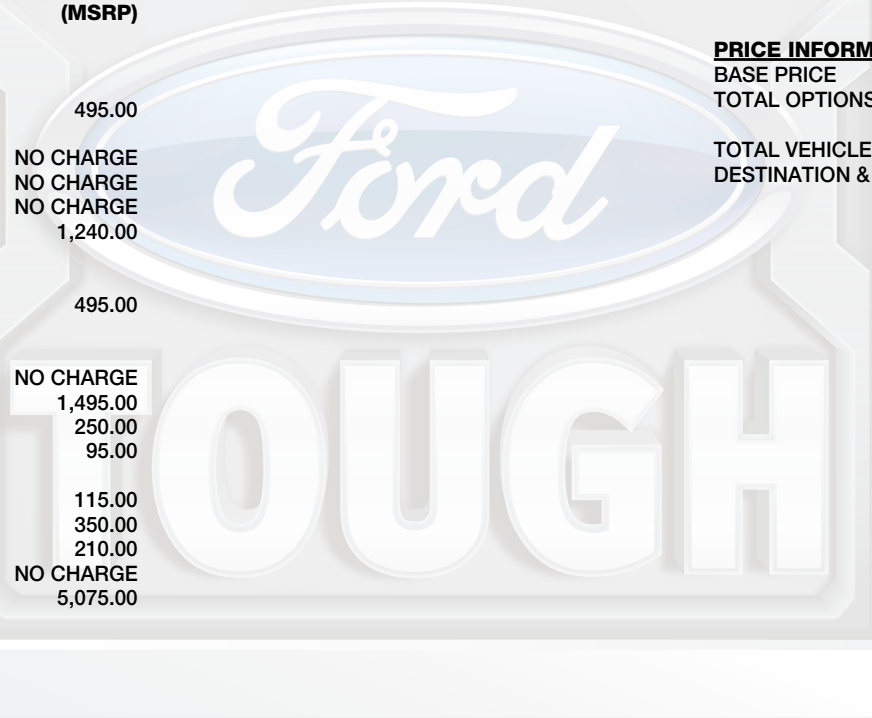 (MSRP)
495.00
NO CHARGE
NO CHARGE
NO CHARGE
1,240.00
495.00
NO CHARGE
1,495.00
250.00
95.00
115.00
350.00
210.00
NO CHARGE
5,075.00
PRICE INFORM
BASE PRICE
TOTAL OPTIONS
TOTAL VEHICLE
DESTINATION &
Ford
TOUGH